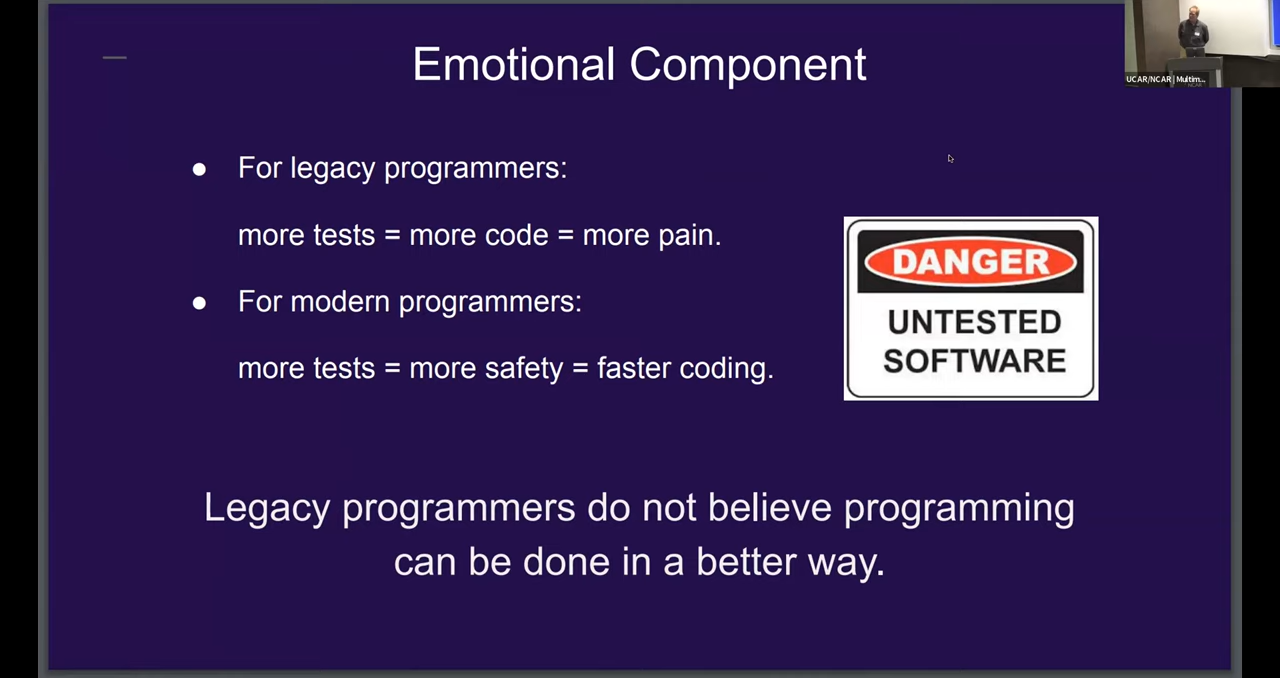 Emotional Component
UCAR/NCAR | Multim...
NCAR
● For legacy programmers:
more tests = more code = more pain.
● For modern programmers:
more tests = more safety = faster coding.
DANGER
UNTESTED
SOFTWARE
Legacy programmers do not believe programming
can be done in a better way.